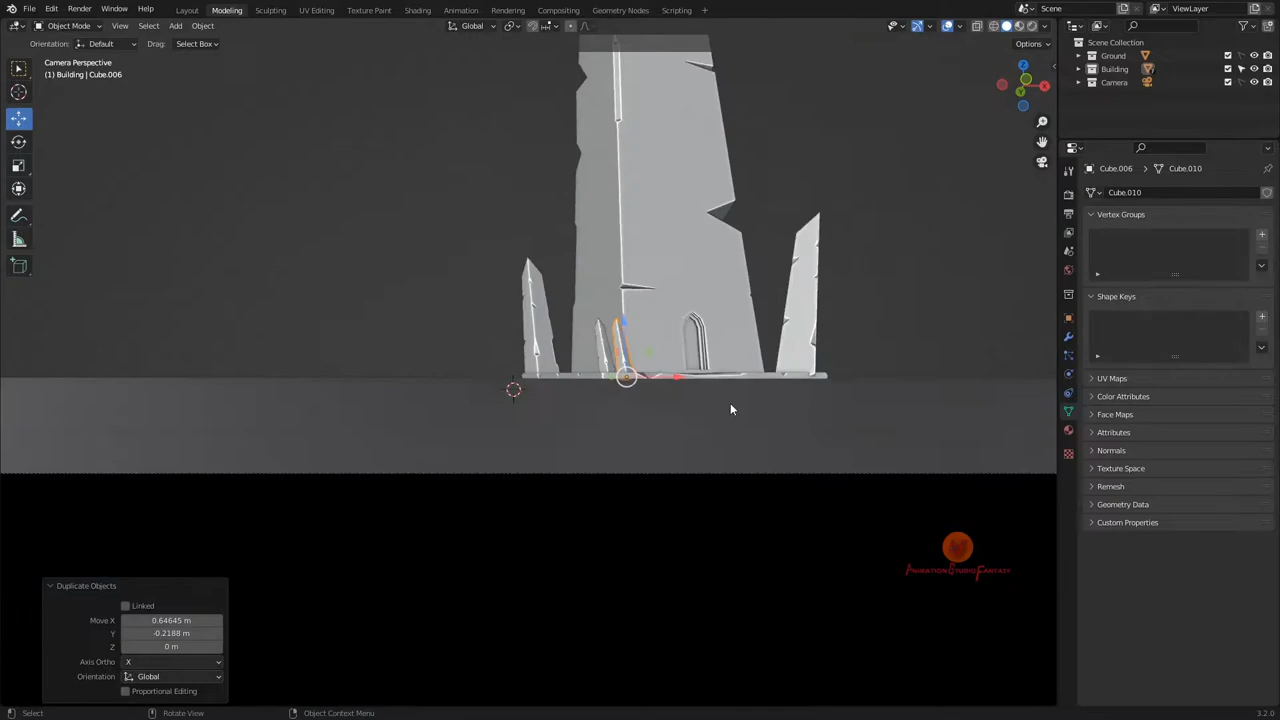 File Edit Render Window Help Layout Modeling Sculpting UV Editing Texture Paint Shading Animation Rendering Compositing Geometry Nodes Scripting Scene ViewLayer
Object Mode View Select Add Object Global
Orientation: Default Drag: Select Box Options
Camera Perspective
(1) Building | Cube.006
Scene Collection
Ground
Building
Camera
Cube.006 Cube.010
Cube.010
Vertex Groups
Shape Keys
UV Maps
Color Attributes
Face Maps
Attributes
Normals
Texture Space
Remesh
Geometry Data
Custom Properties
Animation Studio Fantasy
Duplicate Objects
Linked
Move X 0.64645 m
Y -0.2188 m
Z 0 m
Axis Ortho X
Orientation Global
Proportional Editing
Select Rotate View Object Context Menu 3.2.0